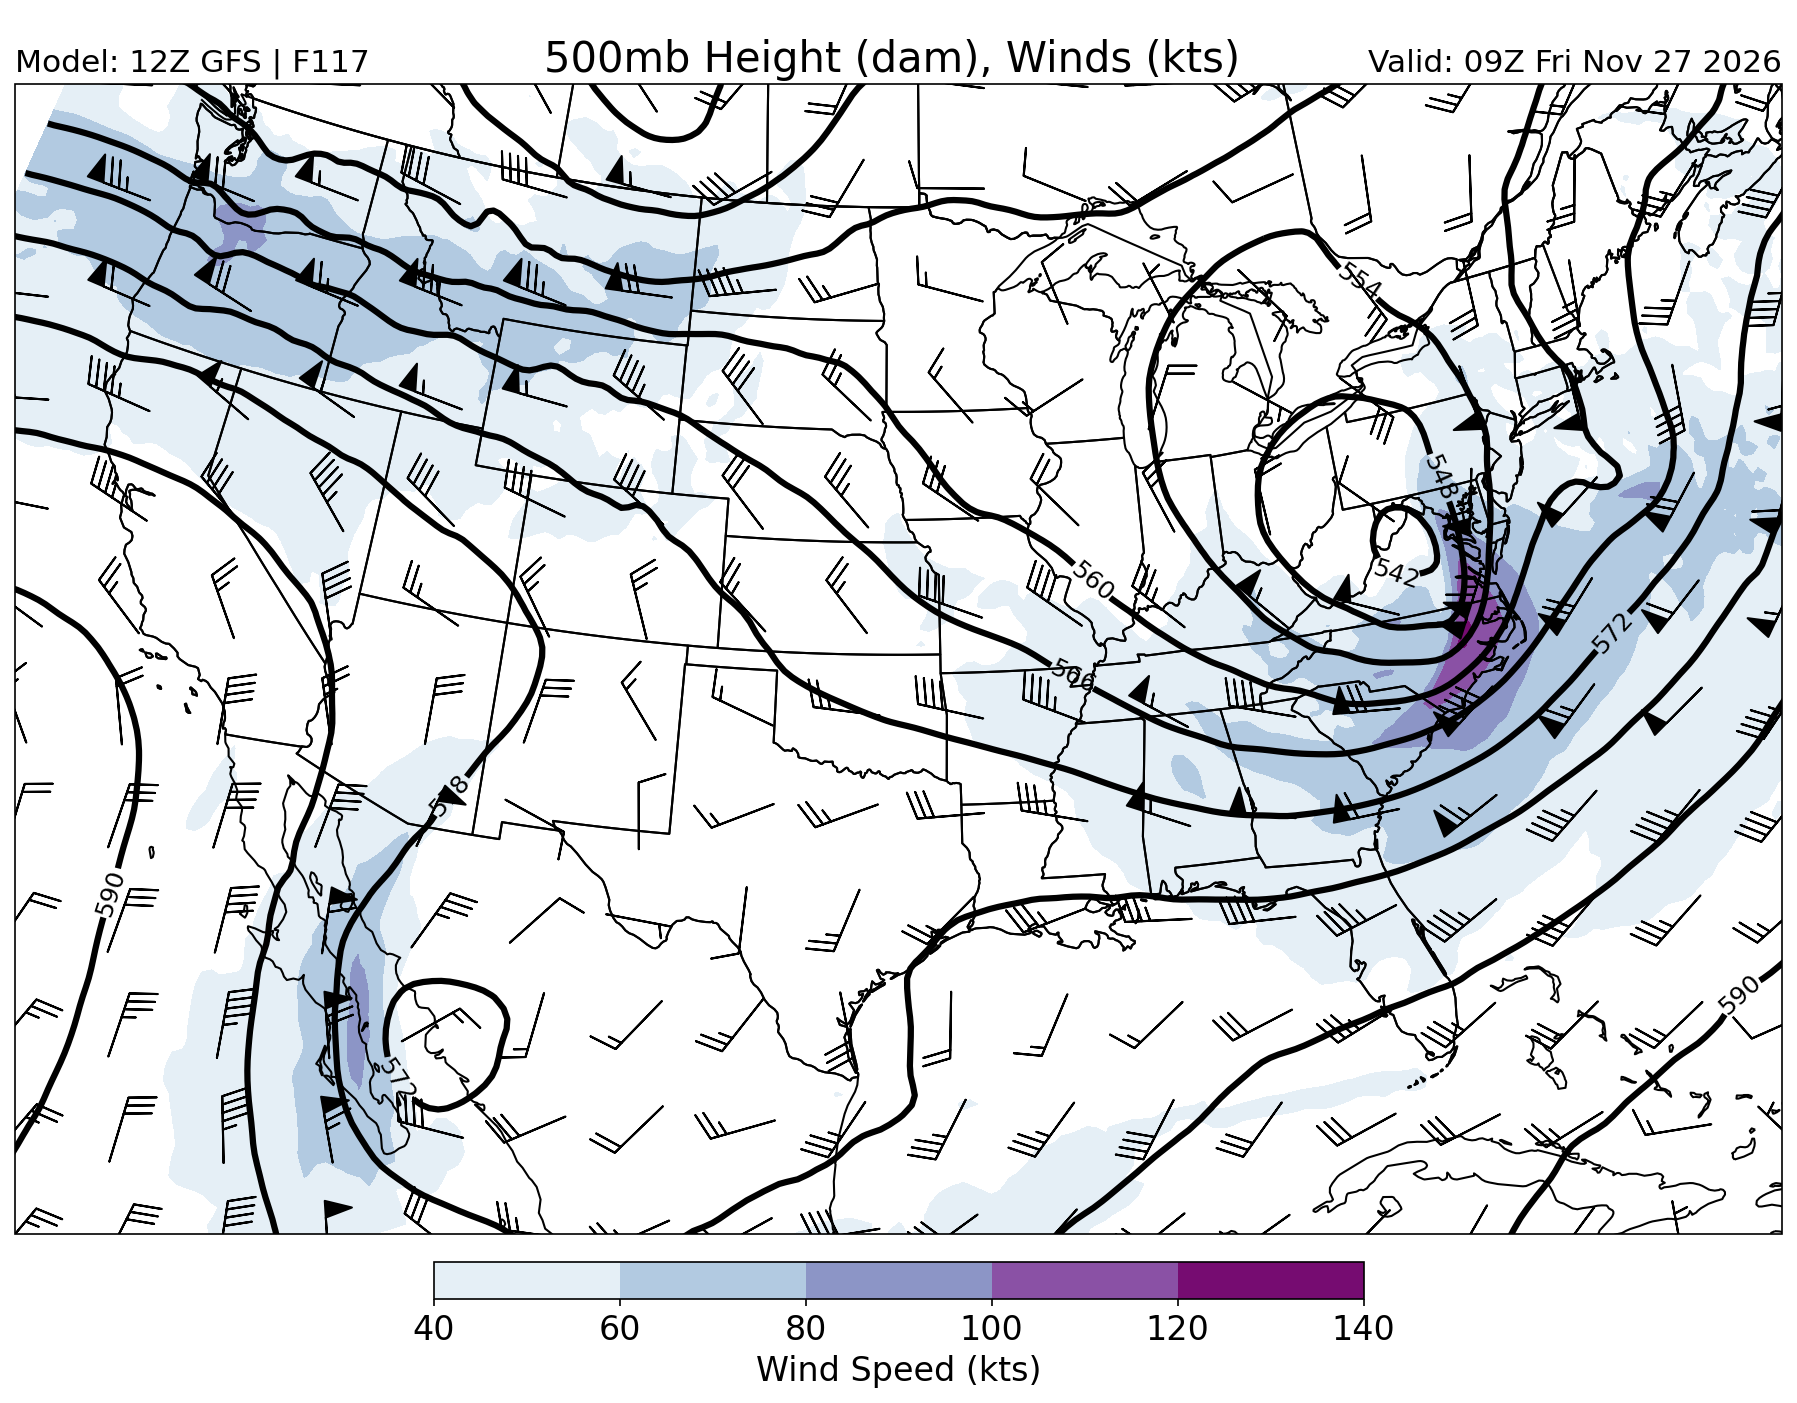 Model: 12Z GFS | F117
500mb Height (dam), Winds (kts)
Valid: 09Z Fri Nov 27 2026
554
548
542
560
566
572
578
590
572
590
40 60 80 100 120 140
Wind Speed (kts)